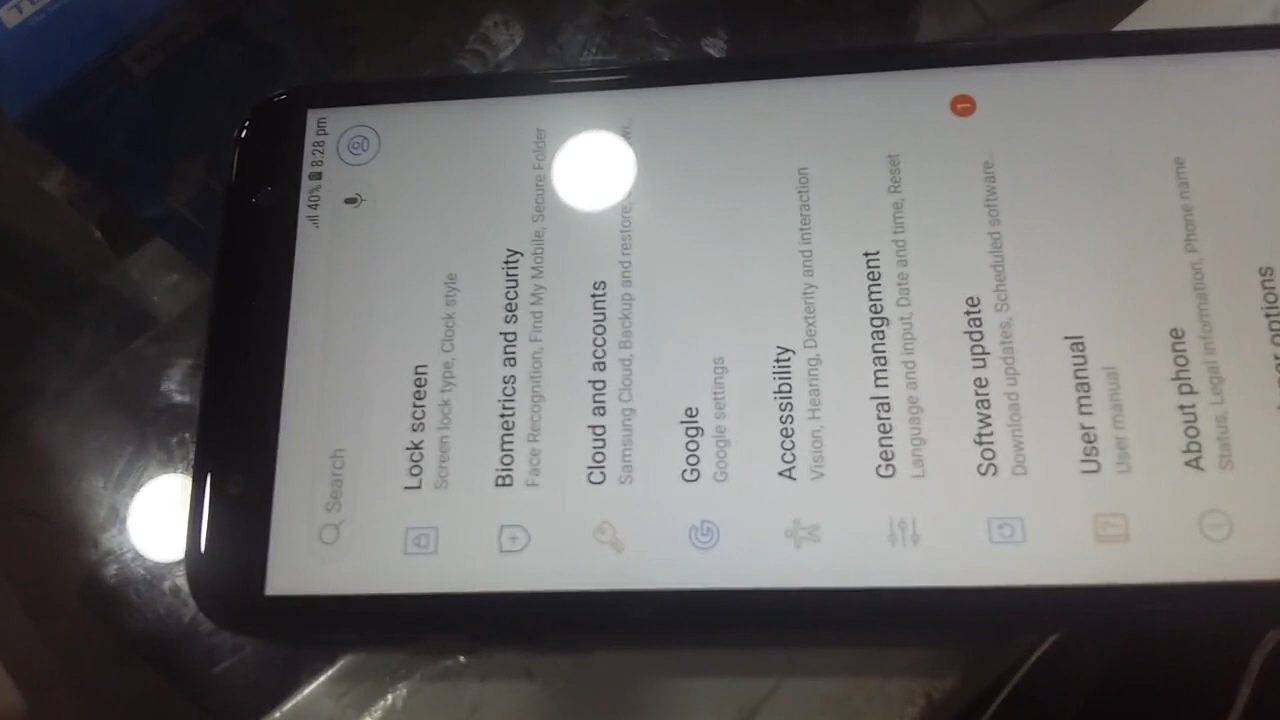 40% 8:28 pm
Search
Lock screen
Screen lock type, Clock style
Biometrics and security
Face Recognition, Find My Mobile, Secure Folder
Cloud and accounts
Samsung Cloud, Backup and restore,
Google
Google settings
Accessibility
Vision, Hearing, Dexterity and interaction
General management
Language and input, Date and time, Reset
Software update
1
Download updates, Scheduled software...
User manual
User manual
About phone
Status, Legal information, Phone name
options